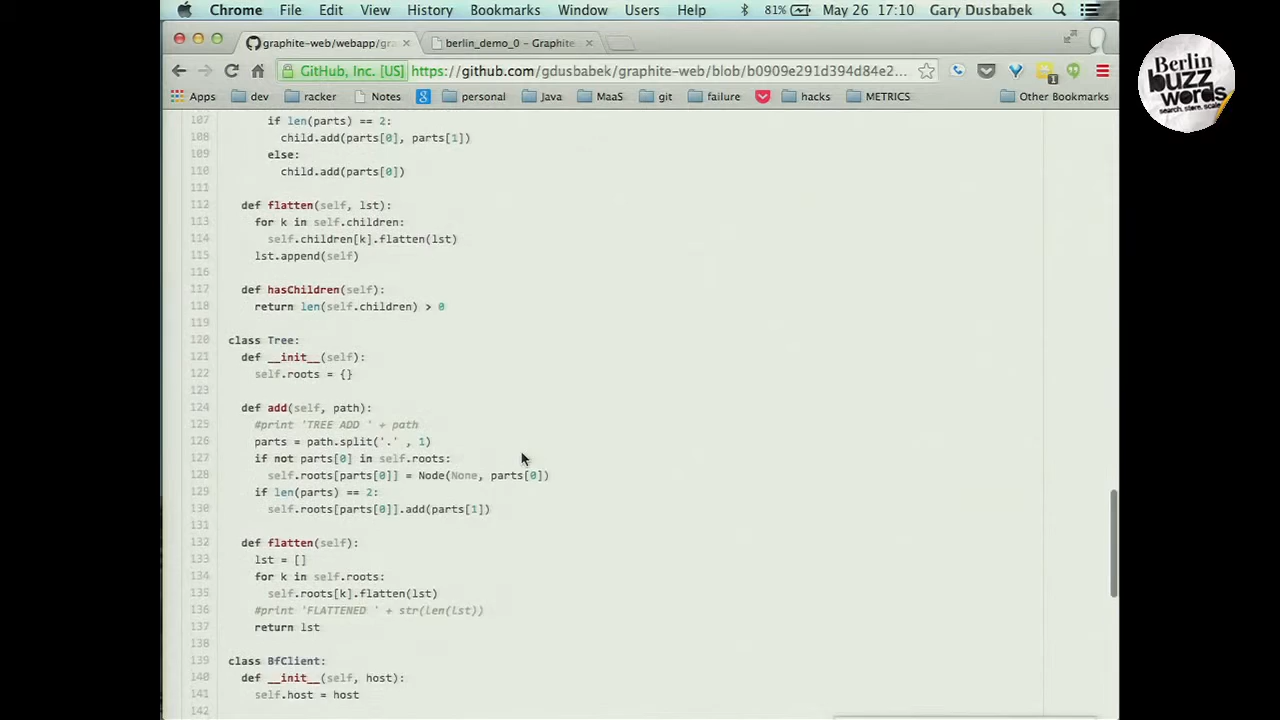 Chrome File Edit View History Bookmarks Window Users Help 81% May 26 17:10 Gary Dusbabek
graphite-web/webapp/gra × berlin_demo_0 - Graphite ×
GitHub, Inc. [US] https://github.com/gdusbabek/graphite-web/blob/b0909e291d394d84e2...
Apps dev racker Notes 8 personal Java MaaS git failure hacks METRICS Other Bookmarks
Berlin
buzz
words
search. store. scale.
107 if len(parts) == 2:
108 child.add(parts[0], parts[1])
109 else:
110 child.add(parts[0])
111
112 def flatten(self, lst):
113 for k in self.children:
114 self.children[k].flatten(lst)
115 lst.append(self)
116
117 def hasChildren(self):
118 return len(self.children) > 0
119
120 class Tree:
121 def __init__(self):
122 self.roots = {}
123
124 def add(self, path):
125 #print 'TREE ADD ' + path
126 parts = path.split('.' , 1)
127 if not parts[0] in self.roots:
128 self.roots[parts[0]] = Node(None, parts[0])
129 if len(parts) == 2:
130 self.roots[parts[0]].add(parts[1])
131
132 def flatten(self):
133 lst = []
134 for k in self.roots:
135 self.roots[k].flatten(lst)
136 #print 'FLATTENED ' + str(len(lst))
137 return lst
138
139 class BfClient:
140 def __init__(self, host):
141 self.host = host
142